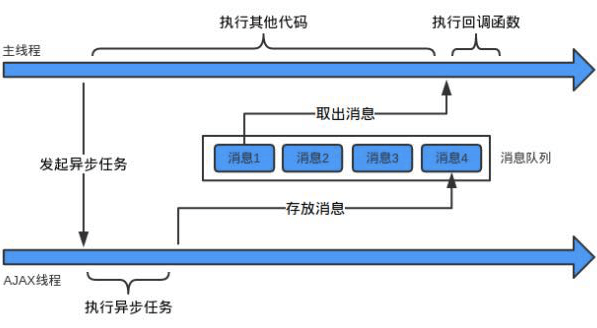 执行其他代码
执行回调函数
主线程
取出消息
消息1
消息2
消息3
消息4
消息队列
发起异步任务
存放消息
AJAX线程
执行异步任务